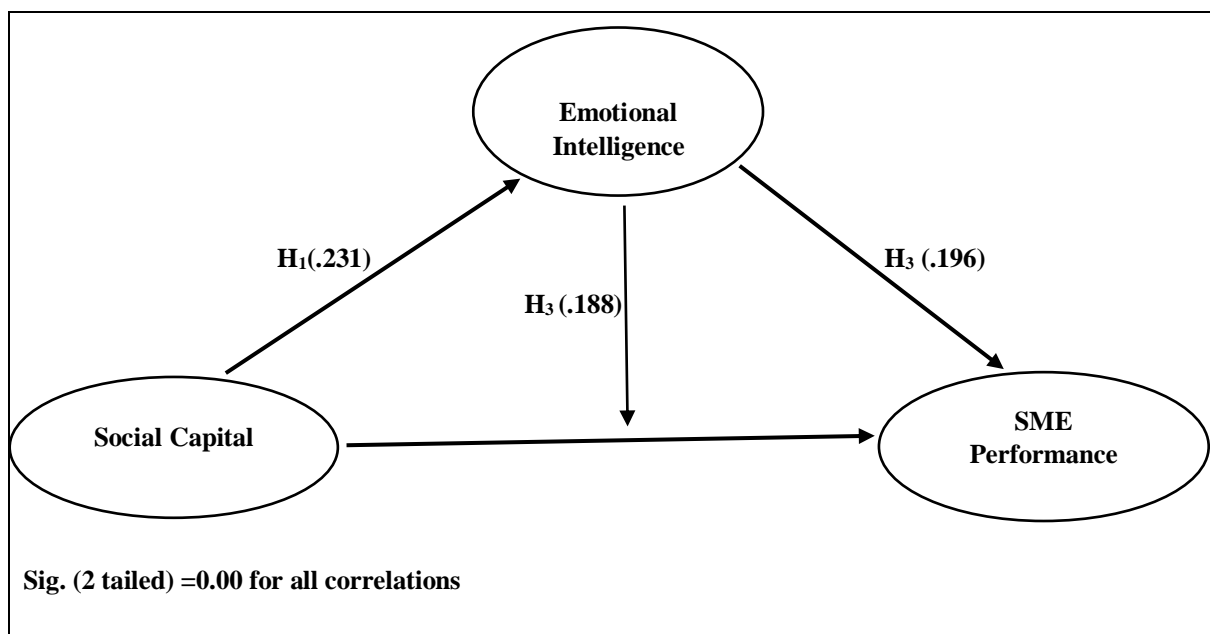 Emotional
Intelligence
H₁(.231)
H₃ (.196)
H₃ (.188)
Social Capital
SME
Performance
Sig. (2 tailed) =0.00 for all correlations